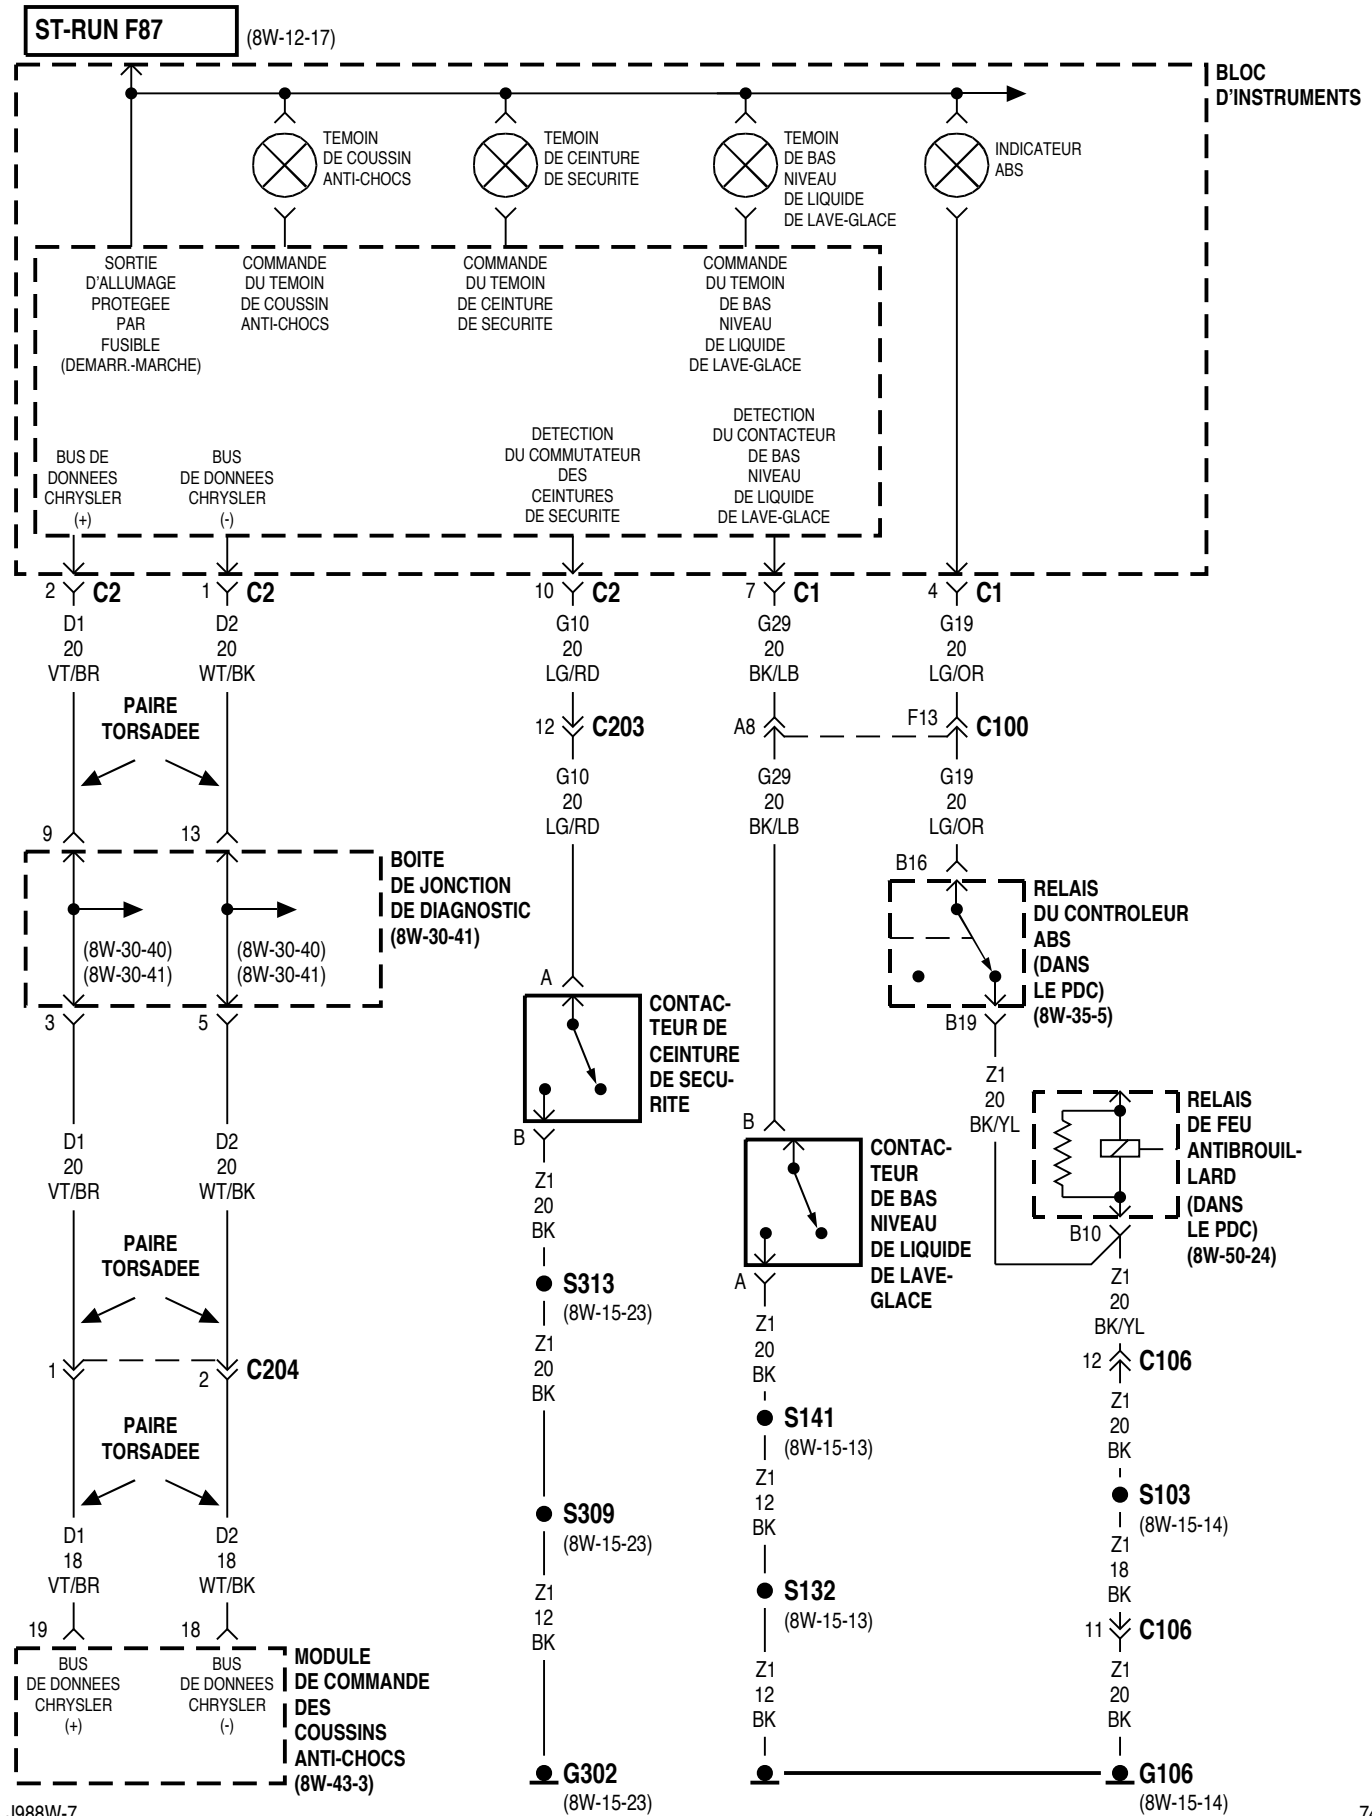 ST-RUN F87
(8W-12-17)
BLOC
D'INSTRUMENTS
TEMOIN
DE COUSSIN
ANTI-CHOCS
TEMOIN
DE CEINTURE
DE SECURITE
TEMOIN
DE BAS
NIVEAU
DE LIQUIDE
DE LAVE-GLACE
INDICATEUR
ABS
SORTIE
D'ALLUMAGE
PROTEGEE
PAR
FUSIBLE
(DEMARR.-MARCHE)
COMMANDE
DU TEMOIN
DE COUSSIN
ANTI-CHOCS
COMMANDE
DU TEMOIN
DE CEINTURE
DE SECURITE
COMMANDE
DU TEMOIN
DE BAS
NIVEAU
DE LIQUIDE
DE LAVE-GLACE
BUS DE
DONNEES
CHRYSLER
(+)
BUS
DE DONNEES
CHRYSLER
(-)
DETECTION
DU COMMUTATEUR
DES
CEINTURES
DE SECURITE
DETECTION
DU CONTACTEUR
DE BAS
NIVEAU
DE LIQUIDE
DE LAVE-GLACE
2 C2
1 C2
10 C2
7 C1
4 C1
D1
20
VT/BR
D2
20
WT/BK
G10
20
LG/RD
G29
20
BK/LB
G19
20
LG/OR
PAIRE
TORSADEE
12 C203
A8
F13 C100
G10
20
LG/RD
G29
20
BK/LB
G19
20
LG/OR
9
13
BOITE
DE JONCTION
DE DIAGNOSTIC
(8W-30-41)
(8W-30-40)
(8W-30-41)
(8W-30-40)
(8W-30-41)
3
5
B16
RELAIS
DU CONTROLEUR
ABS
(DANS
LE PDC)
(8W-35-5)
B19
A
CONTAC-
TEUR DE
CEINTURE
DE SECU-
RITE
B
Z1
20
BK/YL
RELAIS
DE FEU
ANTIBROUIL-
LARD
(DANS
LE PDC)
(8W-50-24)
B10
D1
20
VT/BR
D2
20
WT/BK
B
CONTAC-
TEUR
DE BAS
NIVEAU
DE LIQUIDE
DE LAVE-
GLACE
A
PAIRE
TORSADEE
Z1
20
BK
S313
(8W-15-23)
Z1
20
BK
Z1
20
BK
Z1
20
BK/YL
1
2 C204
12 C106
PAIRE
TORSADEE
S141
(8W-15-13)
Z1
20
BK
Z1
12
BK
S103
(8W-15-14)
S309
(8W-15-23)
D1
18
VT/BR
D2
18
WT/BK
Z1
12
BK
S132
(8W-15-13)
Z1
18
BK
11 C106
19
18
BUS
DE DONNEES
CHRYSLER
(+)
BUS
DE DONNEES
CHRYSLER
(-)
MODULE
DE COMMANDE
DES
COUSSINS
ANTI-CHOCS
(8W-43-3)
Z1
12
BK
Z1
20
BK
G302
(8W-15-23)
G106
(8W-15-14)
J988W-7